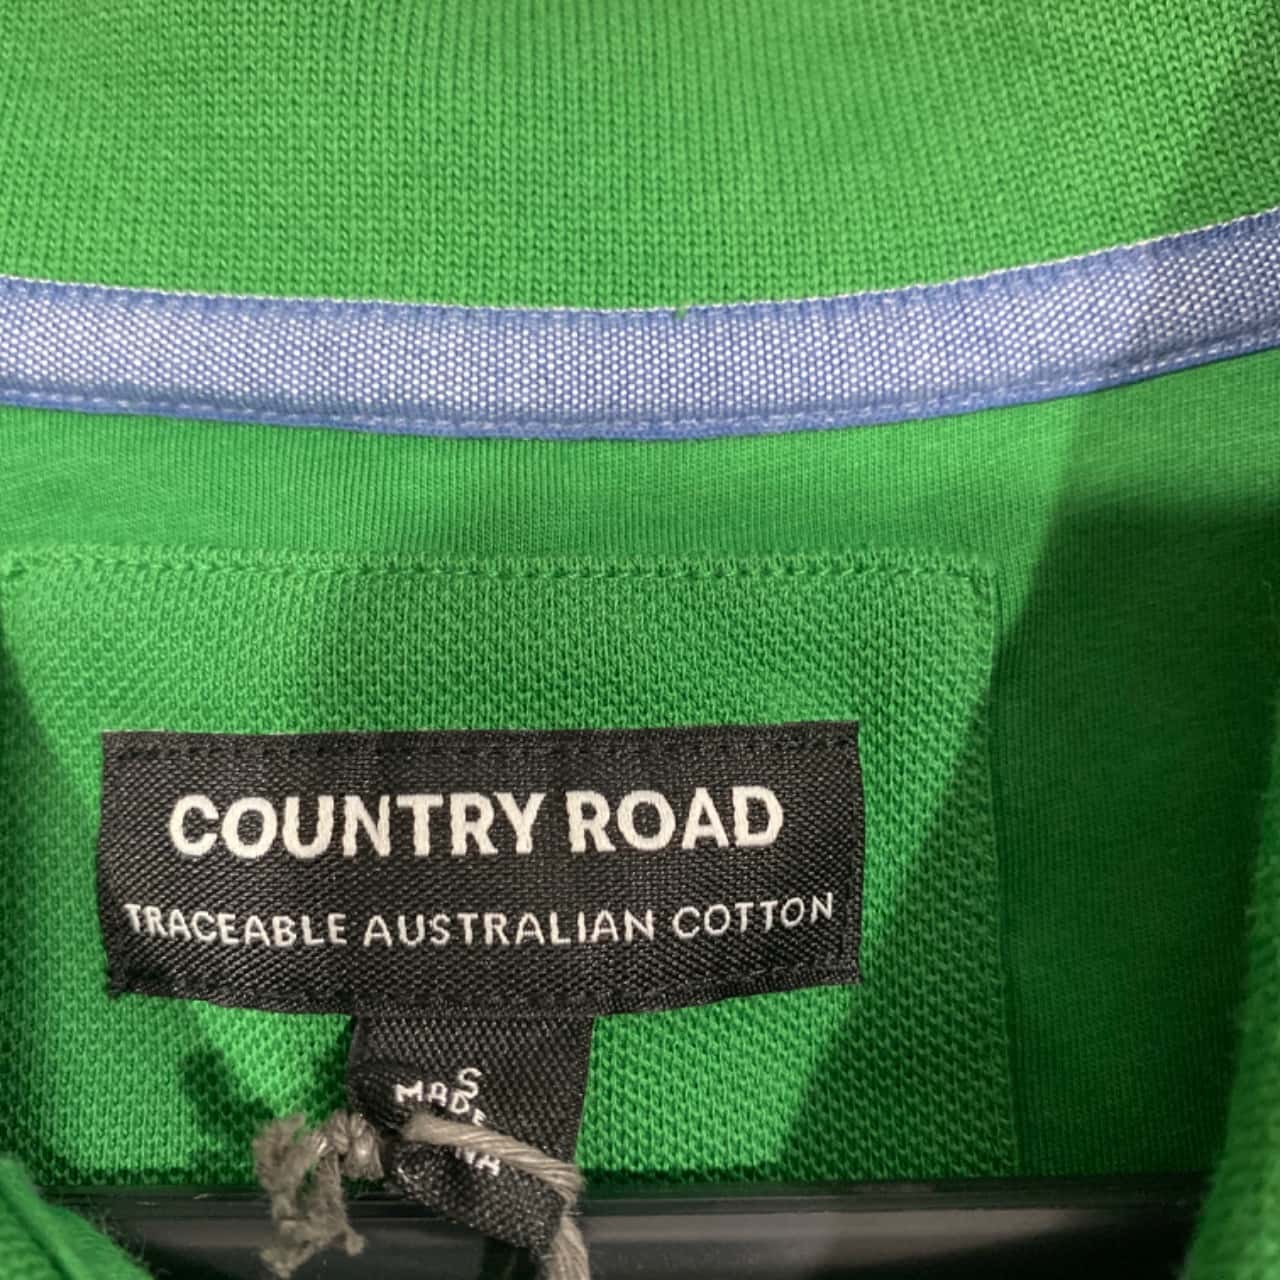 COUNTRY ROAD
TRACEABLE AUSTRALIAN COTTON
S
MADE